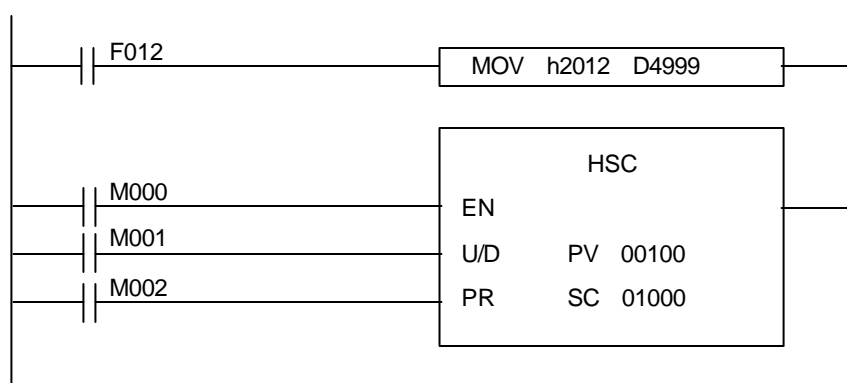 F012
MOV h2012 D4999
HSC
M000
EN
M001
U/D PV 00100
M002
PR SC 01000